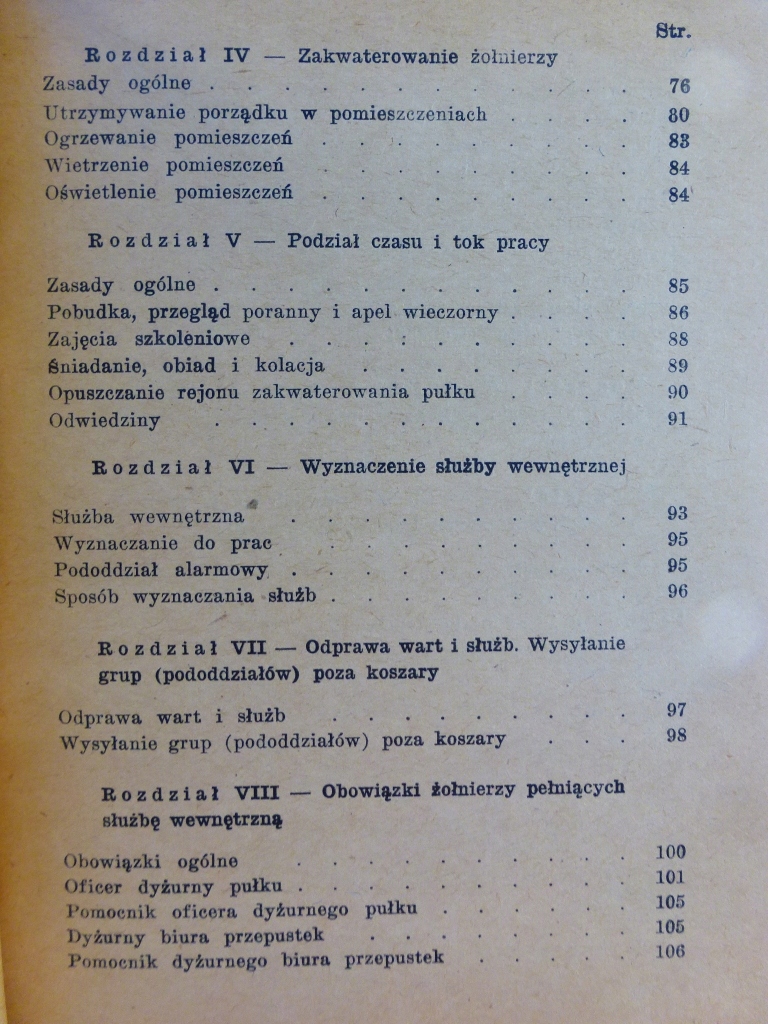 Str.
Rozdział IV — Zakwaterowanie żołnierzy
Zasady ogólne . . . . . . . . . . . 76
Utrzymywanie porządku w pomieszczeniach . . . . 80
Ogrzewanie pomieszczeń . . . . . . . . 83
Wietrzenie pomieszczeń . . . . . . . . 84
Oświetlenie pomieszczeń . . . . . . . . 84
Rozdział V — Podział czasu i tok pracy
Zasady ogólne . . . . . . . . . . . 85
Pobudka, przegląd poranny i apel wieczorny . . . . 86
Zajęcia szkoleniowe . . . . . . . . . 88
Śniadanie, obiad i kolacja . . . . . . . 89
Opuszczanie rejonu zakwaterowania pułku . . . . 90
Odwiedziny . . . . . . . . . . . 91
Rozdział VI — Wyznaczenie służby wewnętrznej
Służba wewnętrzna . . . . . . . . . 93
Wyznaczanie do prac . . . . . . . . 95
Pododdział alarmowy . . . . . . . . . 95
Sposób wyznaczania służb . . . . . . . . 96
Rozdział VII — Odprawa wart i służb. Wysyłanie
grup (pododdziałów) poza koszary
Odprawa wart i służb . . . . . . . . 97
Wysyłanie grup (pododdziałów) poza koszary . . . 98
Rozdział VIII — Obowiązki żołnierzy pełniących
służbę wewnętrzną
Obowiązki ogólne . . . . . . . . . 100
Oficer dyżurny pułku . . . . . . . . . 101
Pomocnik oficera dyżurnego pułku . . . . . 105
Dyżurny biura przepustek . . . . . . . 105
Pomocnik dyżurnego biura przepustek . . . . 106